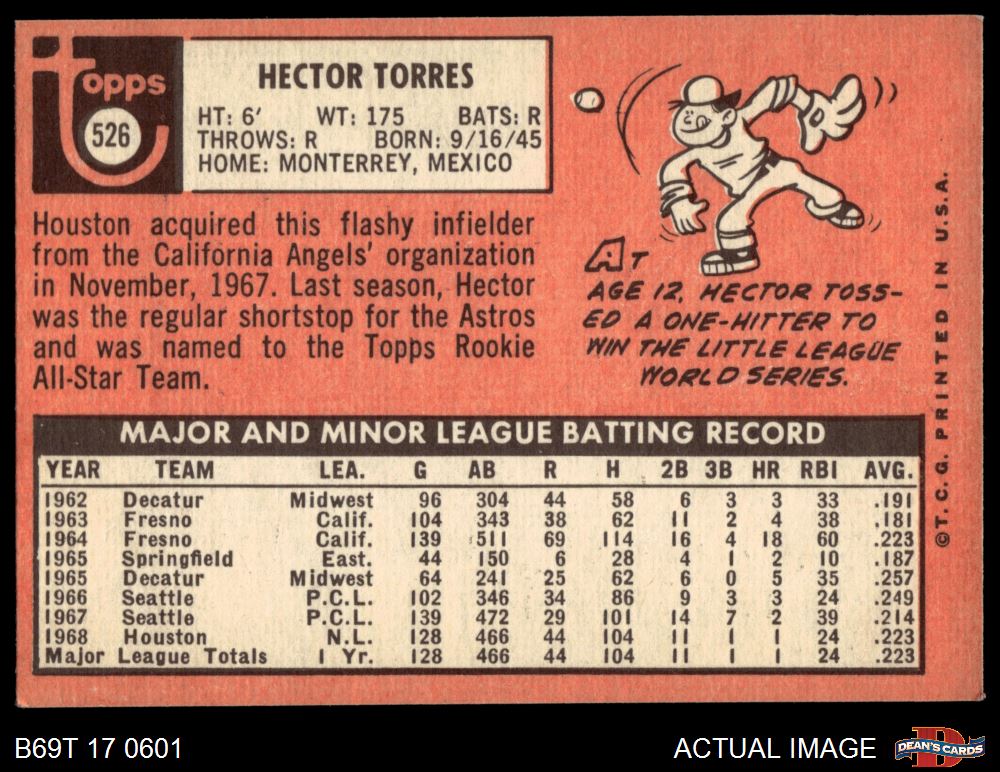 topps
526
HECTOR TORRES
HT: 6' WT: 175 BATS: R
THROWS: R BORN: 9/16/45
HOME: MONTERREY, MEXICO
Houston acquired this flashy infielder
from the California Angels' organization
in November, 1967. Last season, Hector
was the regular shortstop for the Astros
and was named to the Topps Rookie
All-Star Team.
AT
AGE 12, HECTOR TOSS-
ED A ONE-HITTER TO
WIN THE LITTLE LEAGUE
WORLD SERIES.
©T.C.G. PRINTED IN U.S.A.
MAJOR AND MINOR LEAGUE BATTING RECORD
YEAR TEAM LEA. G AB R H 2B 3B HR RBI AVG.
1962 Decatur Midwest 96 304 44 58 6 3 3 33 .191
1963 Fresno Calif. 104 343 38 62 11 2 4 38 .181
1964 Fresno Calif. 139 511 69 114 16 4 18 60 .223
1965 Springfield East. 44 150 6 28 4 1 2 10 .187
1965 Decatur Midwest 64 241 25 62 6 0 5 35 .257
1966 Seattle P.C.L. 102 346 34 86 9 3 3 24 .249
1967 Seattle P.C.L. 139 472 29 101 14 7 2 39 .214
1968 Houston N.L. 128 466 44 104 11 1 1 24 .223
Major League Totals 1 Yr. 128 466 44 104 11 1 1 24 .223
B69T 17 0601
ACTUAL IMAGE
DEAN'S CARDS